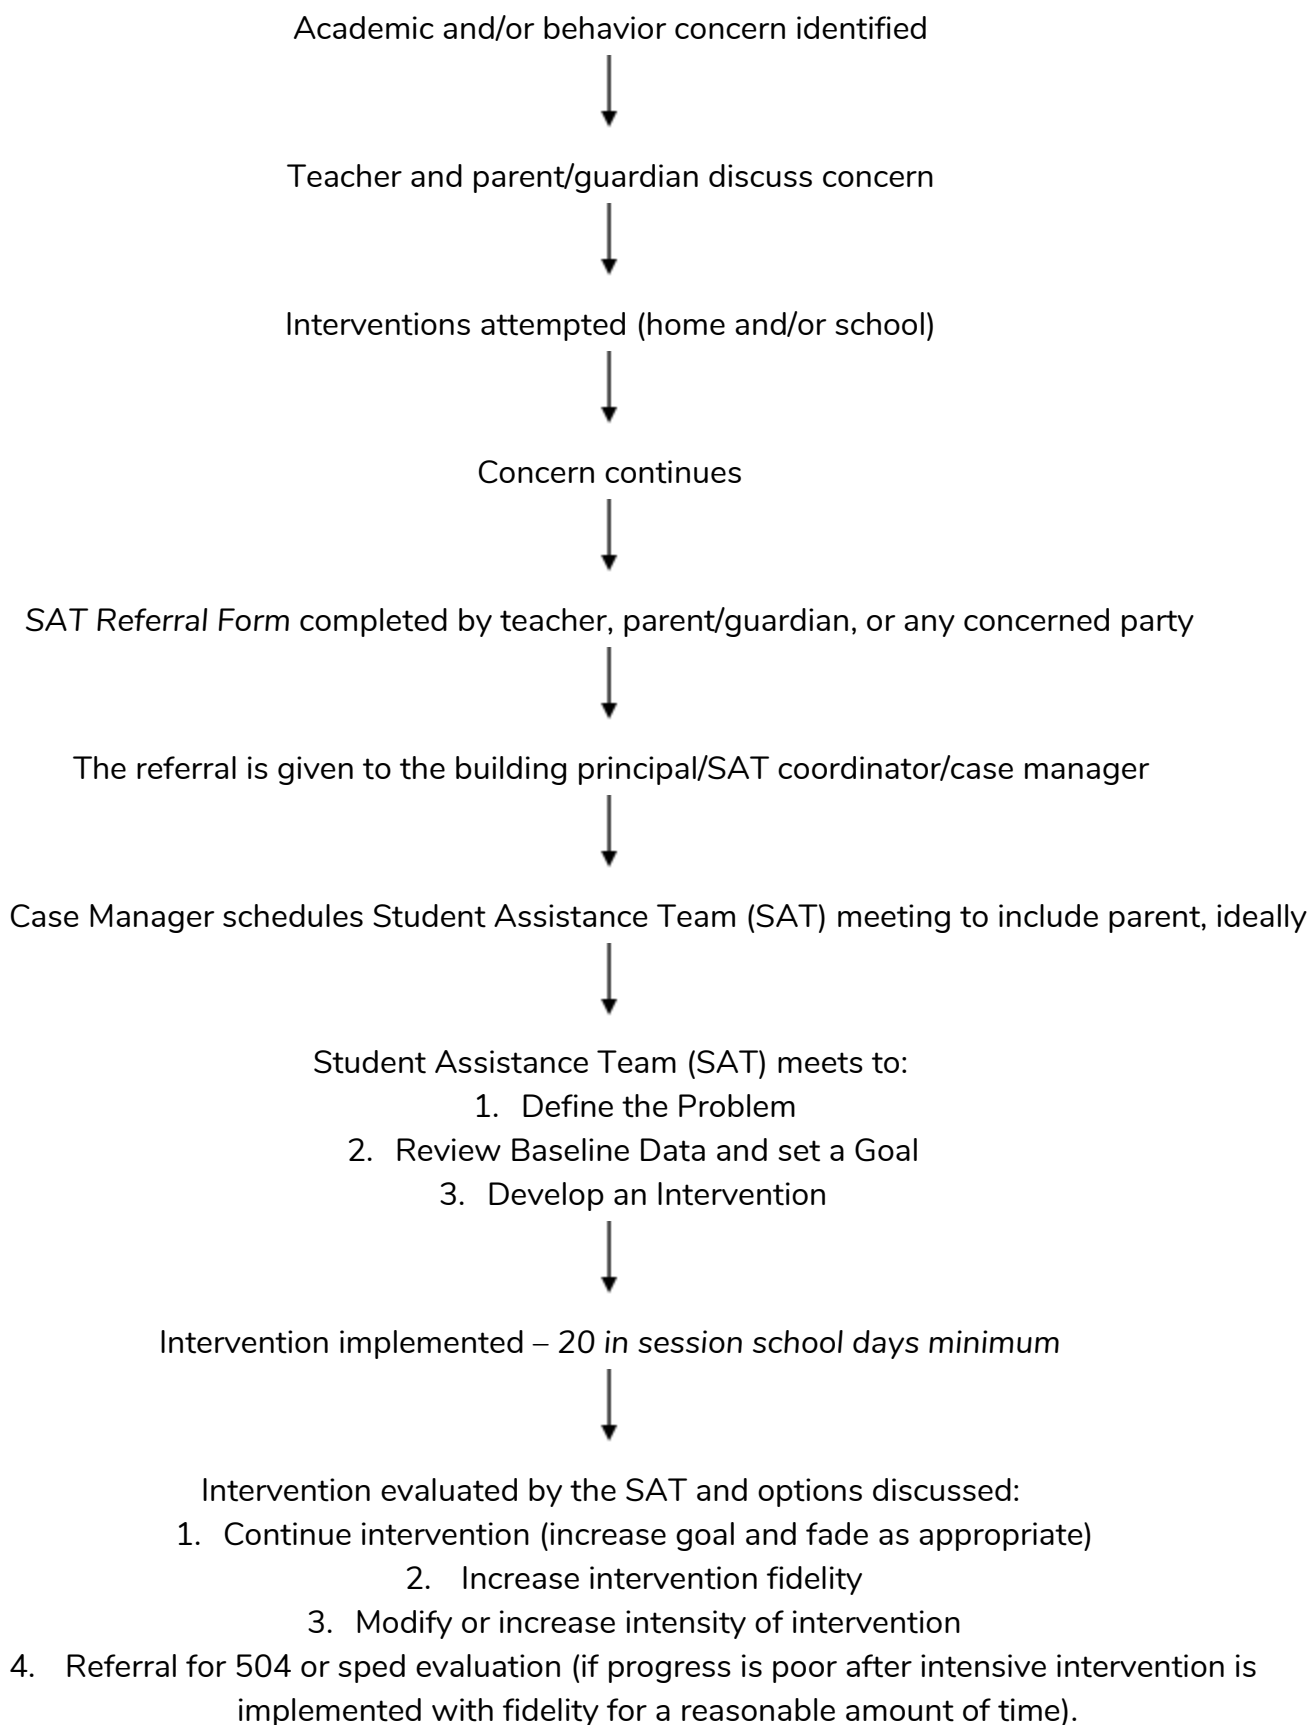 Academic and/or behavior concern identified
Teacher and parent/guardian discuss concern
Interventions attempted (home and/or school)
Concern continues
SAT Referral Form completed by teacher, parent/guardian, or any concerned party
The referral is given to the building principal/SAT coordinator/case manager
Case Manager schedules Student Assistance Team (SAT) meeting to include parent, ideally
Student Assistance Team (SAT) meets to:
1. Define the Problem
2. Review Baseline Data and set a Goal
3. Develop an Intervention
Intervention implemented – 20 in session school days minimum
Intervention evaluated by the SAT and options discussed:
1. Continue intervention (increase goal and fade as appropriate)
2. Increase intervention fidelity
3. Modify or increase intensity of intervention
4. Referral for 504 or sped evaluation (if progress is poor after intensive intervention is
implemented with fidelity for a reasonable amount of time).